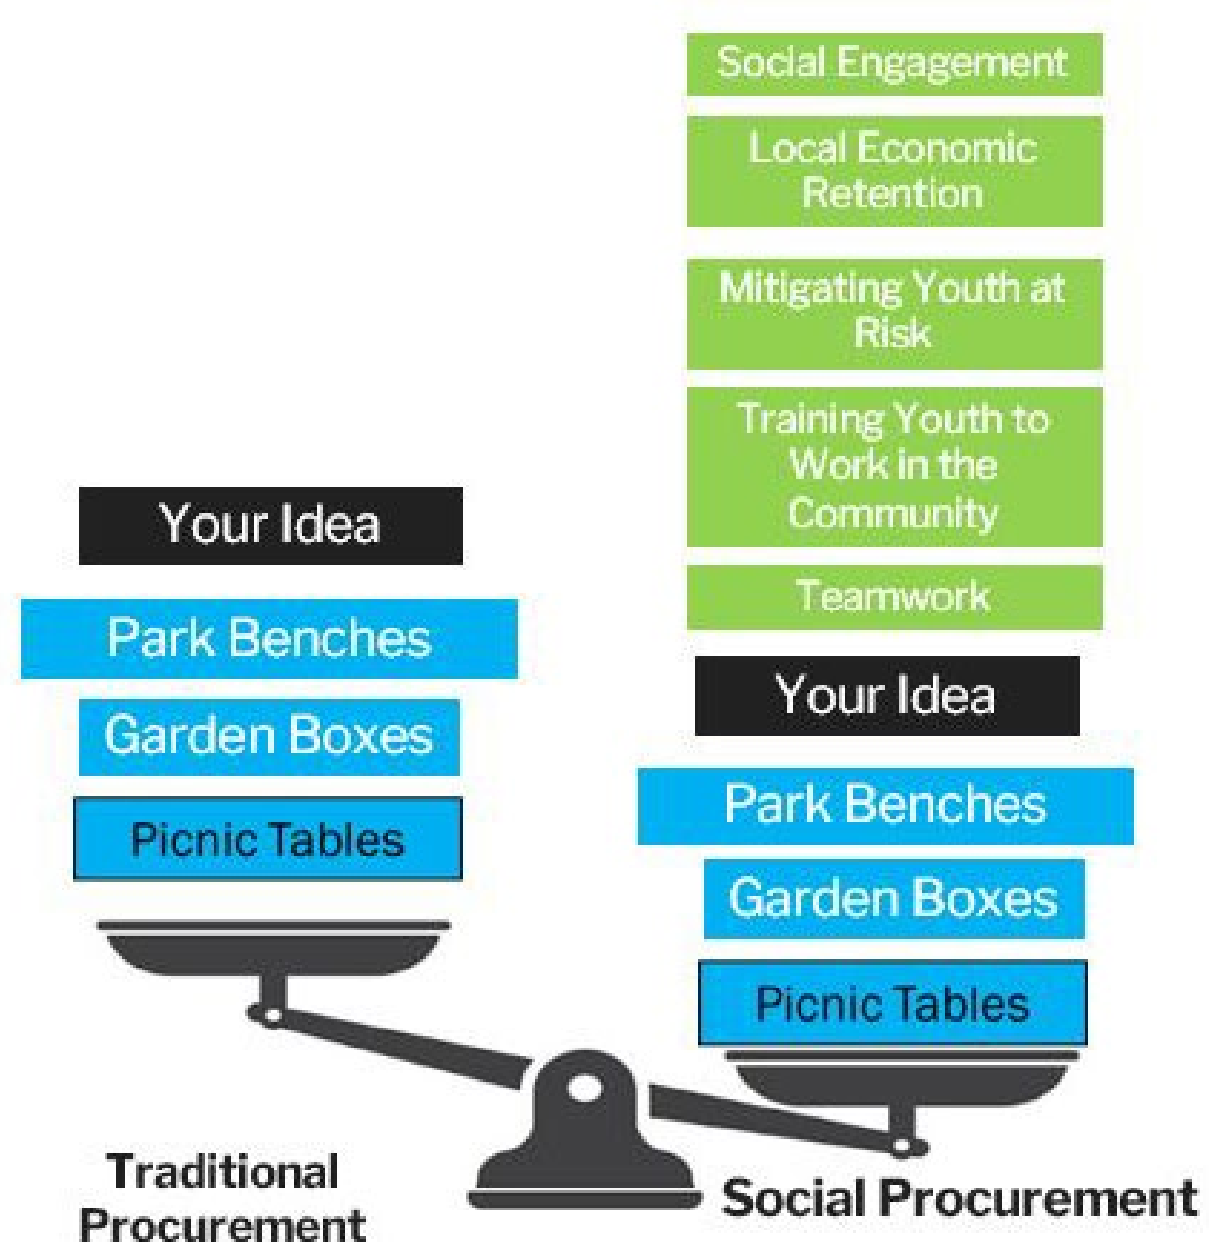 Your Idea
Park Benches
Garden Boxes
Picnic Tables
Traditional
Procurement
Social Engagement
Local Economic
Retention
Mitigating Youth at
Risk
Training Youth to
Work in the
Community
Teamwork
Your Idea
Park Benches
Garden Boxes
Picnic Tables
Social Procurement